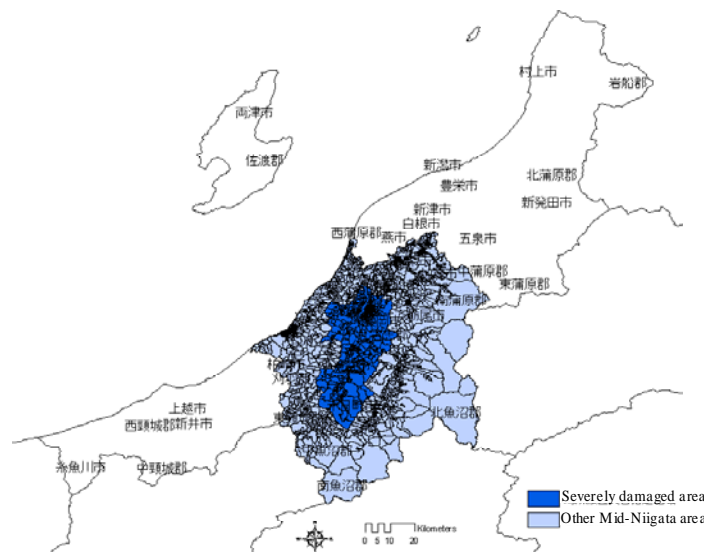 村上市
岩船郡
両津市
佐渡郡
新潟市
豊栄市
北蒲原郡
新発田市
新津市
白根市
西蒲原郡
燕市
五泉市
中蒲原郡
東蒲原郡
南蒲原郡
北魚沼郡
上越市
西頸城郡
新井市
糸魚川市
中頸城郡
南魚沼郡
Severely damaged area
Other Mid-Niigata area
Kilometers
0 5 10 20